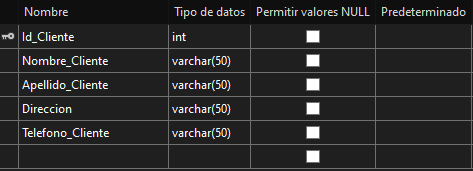 Nombre Tipo de datos Permitir valores NULL Predeterminado
Id_Cliente int
Nombre_Cliente varchar(50)
Apellido_Cliente varchar(50)
Direccion varchar(50)
Telefono_Cliente varchar(50)